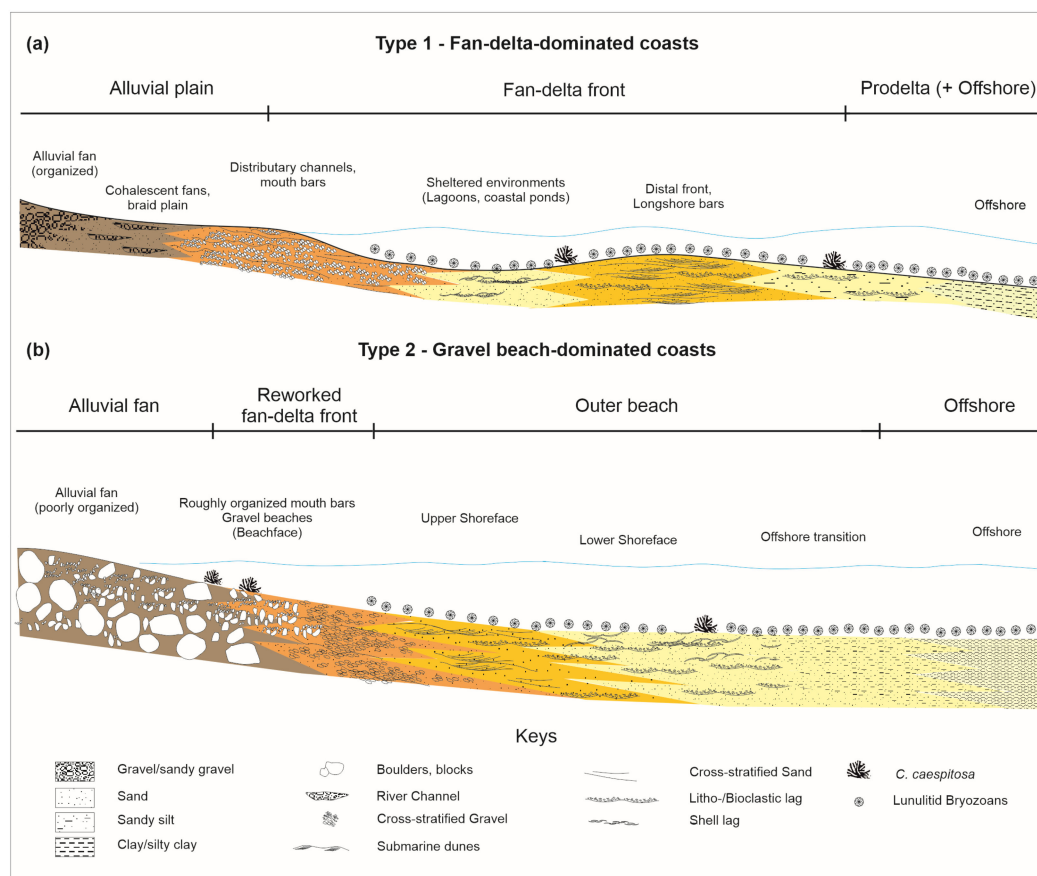 (a)
Type 1 - Fan-delta-dominated coasts
Alluvial plain
Fan-delta front
Prodelta (+ Offshore)
Alluvial fan
(organized)
Cohalescent fans,
braid plain
Distributary channels,
mouth bars
Sheltered environments
(Lagoons, coastal ponds)
Distal front,
Longshore bars
Offshore
(b)
Type 2 - Gravel beach-dominated coasts
Alluvial fan
Reworked
fan-delta front
Outer beach
Offshore
Alluvial fan
(poorly organized)
Roughly organized mouth bars
Gravel beaches
(Beachface)
Upper Shoreface
Lower Shoreface
Offshore transition
Offshore
Keys
Gravel/sandy gravel
Sand
Sandy silt
Clay/silty clay
Boulders, blocks
River Channel
Cross-stratified Gravel
Submarine dunes
Cross-stratified Sand
Litho-/Bioclastic lag
Shell lag
C. caespitosa
Lunulitid Bryozoans